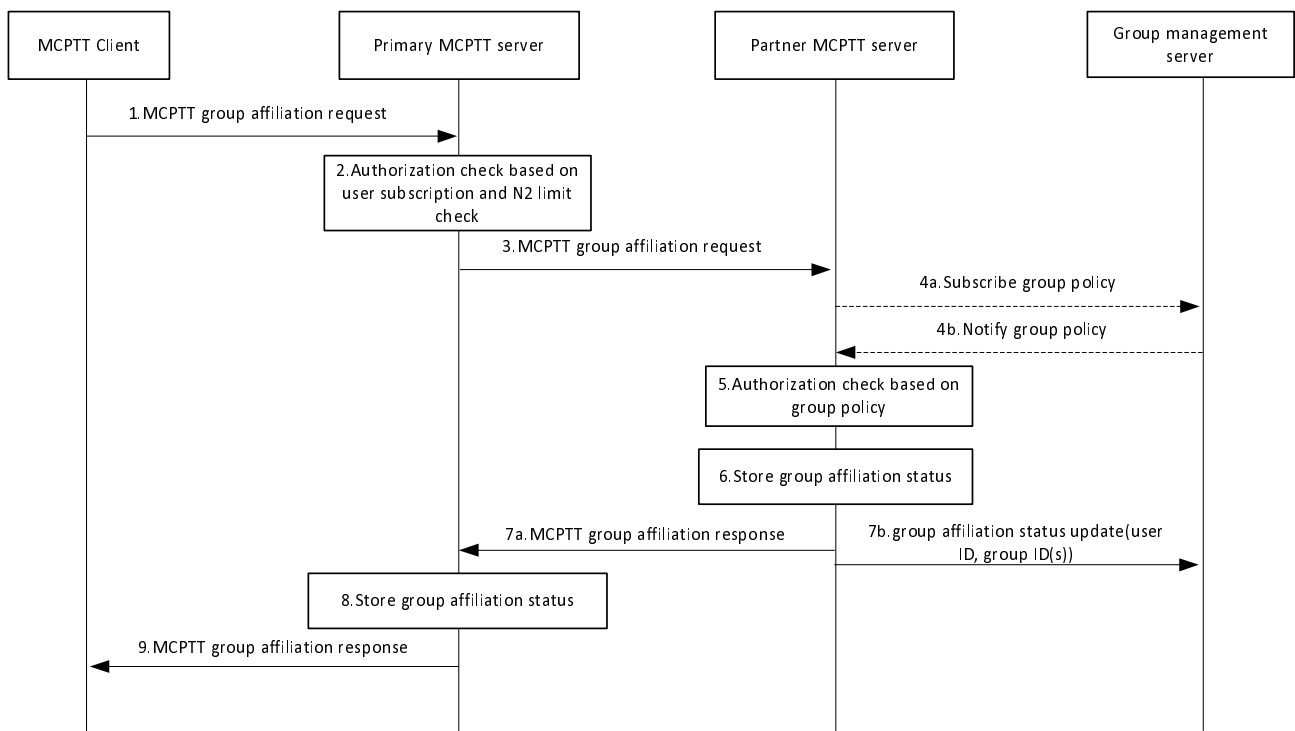 MCPTT Client
Primary MCPTT server
Partner MCPTT server
Group management
server
1.MCPTT group affiliation request
2.Authorization check based on
user subscription and N2 limit
check
3.MCPTT group affiliation request
4a.Subscribe group policy
4b.Notify group policy
5.Authorization check based on
group policy
6.Store group affiliation status
7a.MCPTT group affiliation response
7b.group affiliation status update(user
ID, group ID(s))
8.Store group affiliation status
9.MCPTT group affiliation response